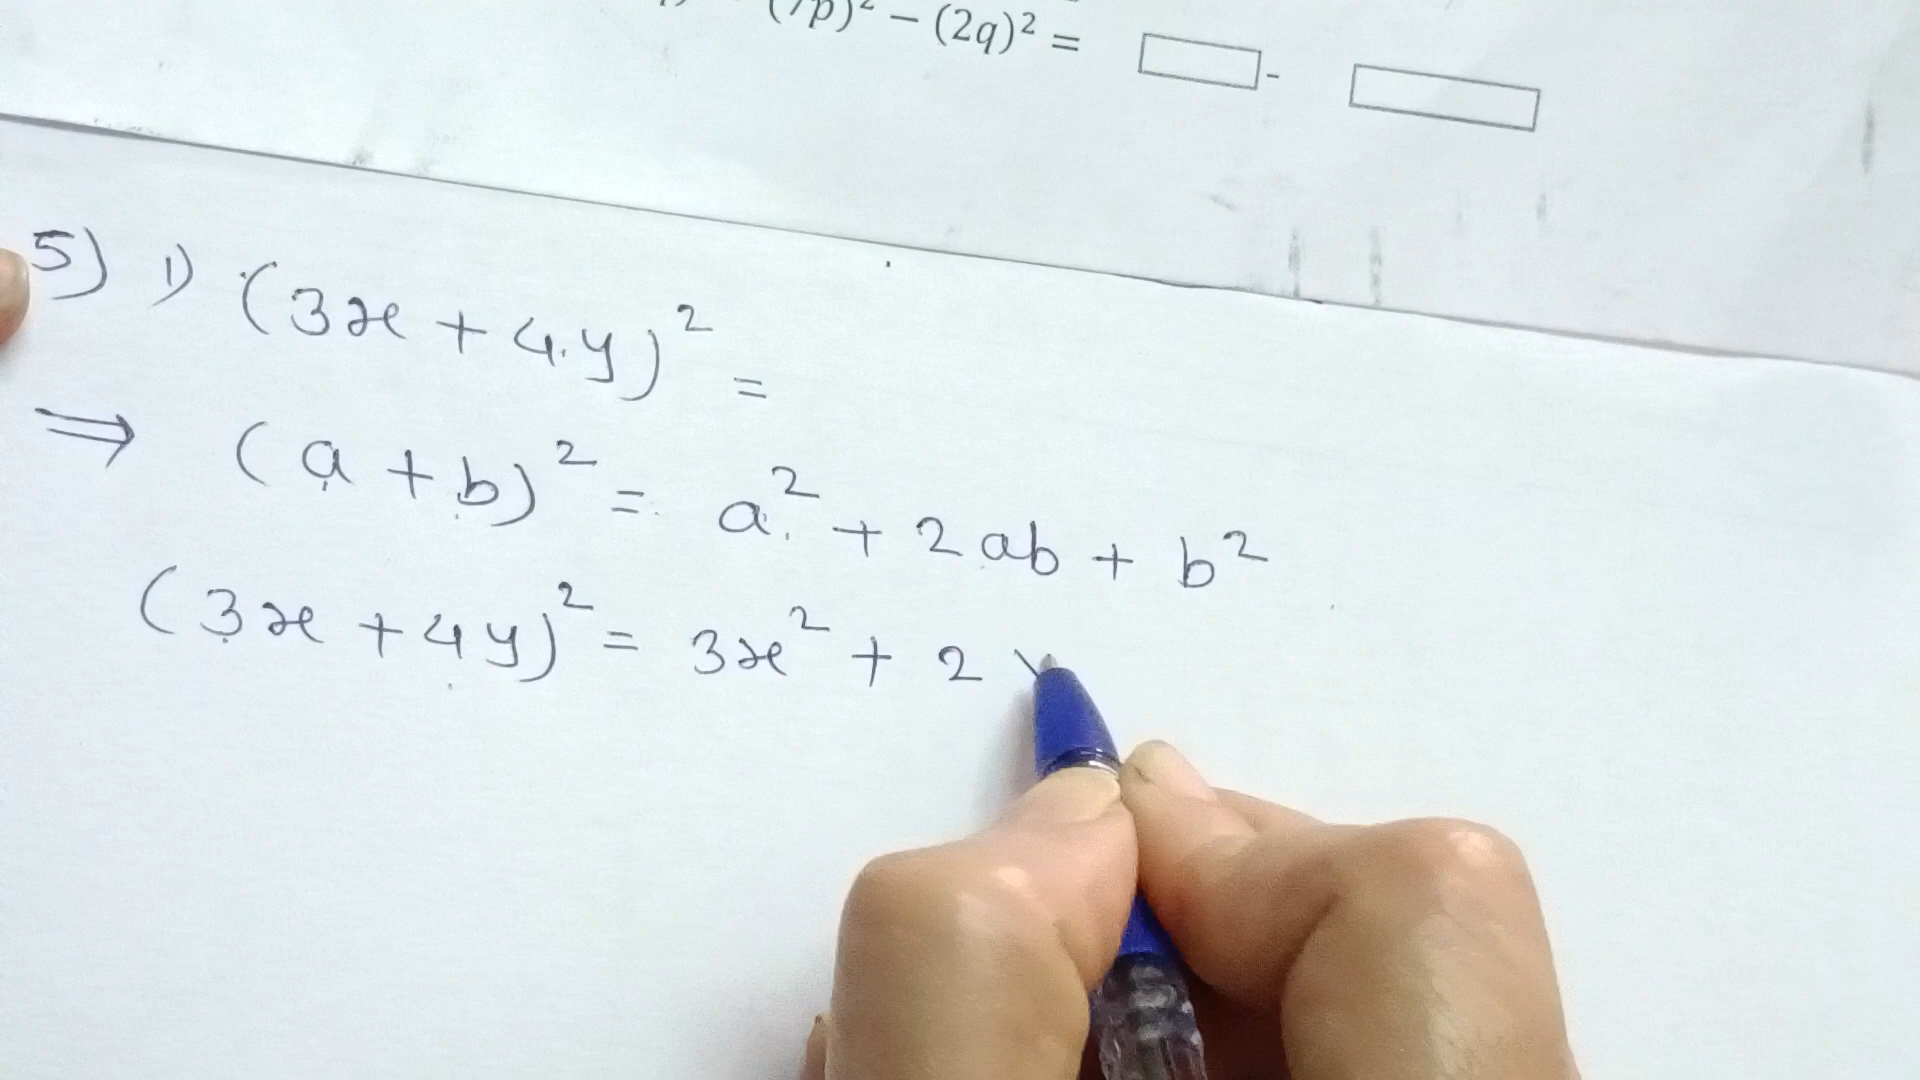 (7p)² − (2q)² = -
5) 1) (3x + 4y)² =
⇒ (a + b)² = a² + 2ab + b²
(3x + 4y)² = 3x² + 2